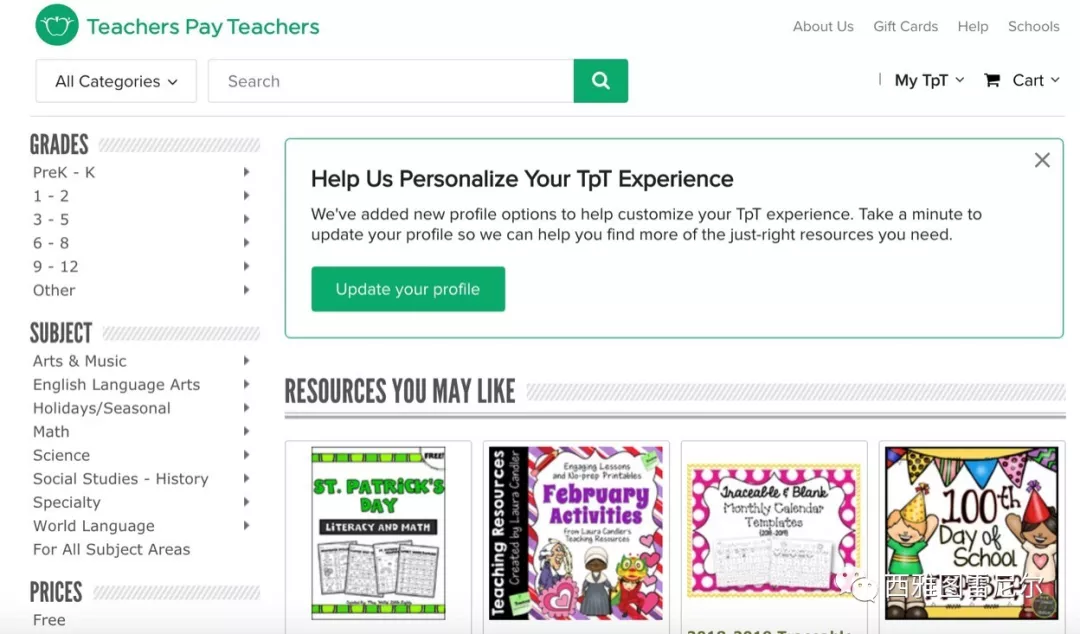 Teachers Pay Teachers
About Us Gift Cards Help Schools
All Categories
Search
My TpT
Cart
GRADES
PreK - K
1 - 2
3 - 5
6 - 8
9 - 12
Other
SUBJECT
Arts & Music
English Language Arts
Holidays/Seasonal
Math
Science
Social Studies - History
Specialty
World Language
For All Subject Areas
PRICES
Free
Help Us Personalize Your TpT Experience
We've added new profile options to help customize your TpT experience. Take a minute to
update your profile so we can help you find more of the just-right resources you need.
Update your profile
RESOURCES YOU MAY LIKE
FREE!
ST. PATRICK'S
DAY
LITERACY AND MATH
Teaching Resources
Created by Laura Candler
Engaging Lessons
and No-prep Printables
February
Activities
From Laura Candler's
Teaching Resources
Traceable & Blank
Monthly Calendar
Templates
(2018-2019)
2018-2019 Traceable
100th
Day of
School
西雅图雷尼尔